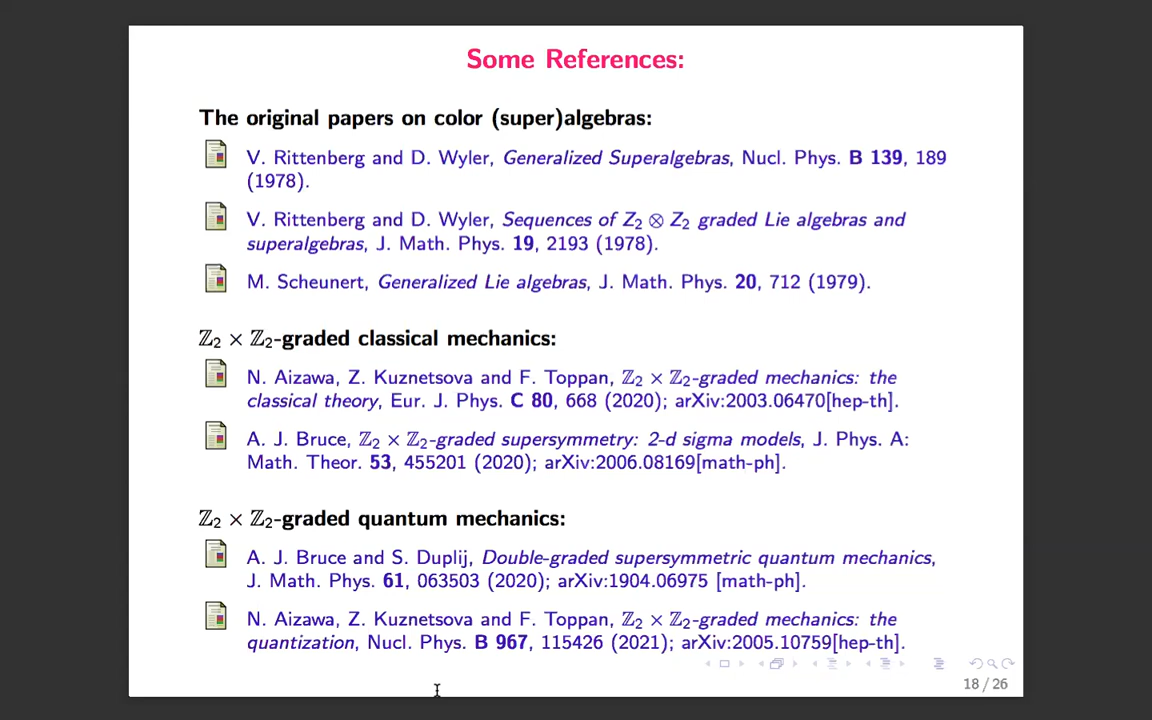 Some References:
The original papers on color (super)algebras:
V. Rittenberg and D. Wyler, Generalized Superalgebras, Nucl. Phys. B 139, 189
(1978).
V. Rittenberg and D. Wyler, Sequences of Z₂ ⊗ Z₂ graded Lie algebras and
superalgebras, J. Math. Phys. 19, 2193 (1978).
M. Scheunert, Generalized Lie algebras, J. Math. Phys. 20, 712 (1979).
ℤ₂ × ℤ₂-graded classical mechanics:
N. Aizawa, Z. Kuznetsova and F. Toppan, ℤ₂ × ℤ₂-graded mechanics: the
classical theory, Eur. J. Phys. C 80, 668 (2020); arXiv:2003.06470[hep-th].
A. J. Bruce, ℤ₂ × ℤ₂-graded supersymmetry: 2-d sigma models, J. Phys. A:
Math. Theor. 53, 455201 (2020); arXiv:2006.08169[math-ph].
ℤ₂ × ℤ₂-graded quantum mechanics:
A. J. Bruce and S. Duplij, Double-graded supersymmetric quantum mechanics,
J. Math. Phys. 61, 063503 (2020); arXiv:1904.06975 [math-ph].
N. Aizawa, Z. Kuznetsova and F. Toppan, ℤ₂ × ℤ₂-graded mechanics: the
quantization, Nucl. Phys. B 967, 115426 (2021); arXiv:2005.10759[hep-th].
18 / 26